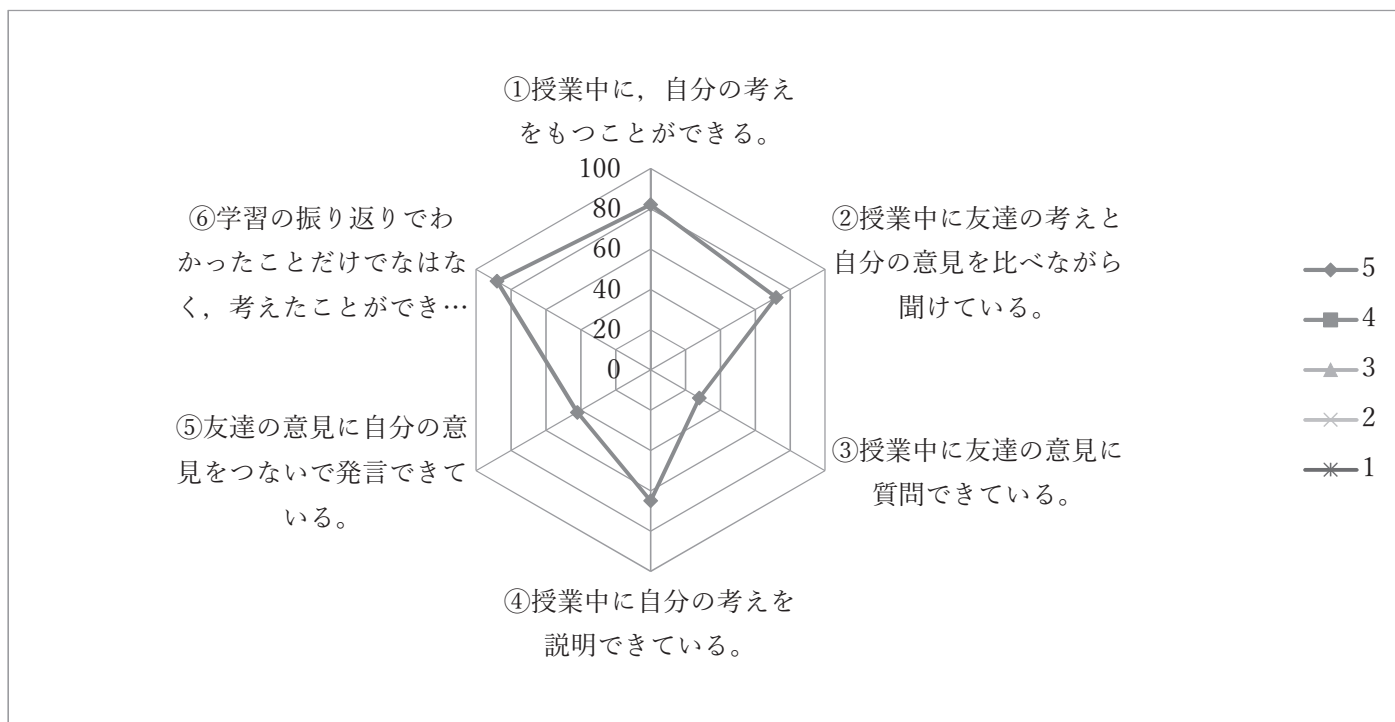 ①授業中に，自分の考え
をもつことができる。
100
80
60
40
20
0
②授業中に友達の考えと
自分の意見を比べながら
聞けている。
③授業中に友達の意見に
質問できている。
④授業中に自分の考えを
説明できている。
⑤友達の意見に自分の意
見をつないで発言できて
いる。
⑥学習の振り返りでわ
かったことだけでなはな
く，考えたことができ…
5
4
3
2
1